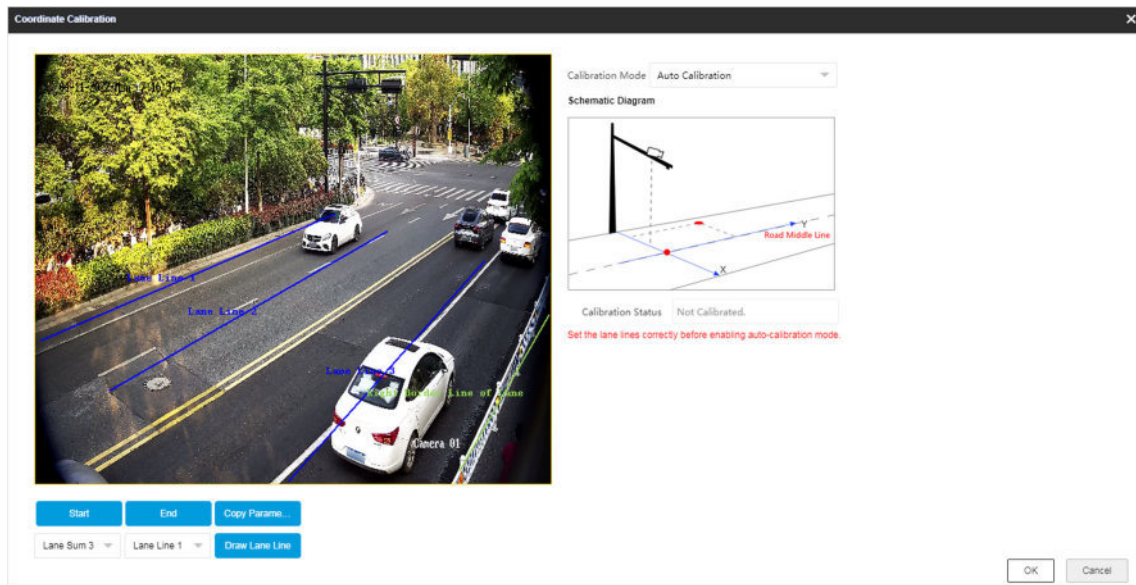 Coordinate Calibration
Calibration Mode Auto Calibration
Schematic Diagram
Y
Road Middle Line
X
Calibration Status Not Calibrated.
Set the lane lines correctly before enabling auto-calibration mode.
Lane Line 1
Lane Line 2
Lane Line 3
Right Border Line of Lane
Camera 01
Start End Copy Parame...
Lane Sum 3 Lane Line 1 Draw Lane Line
OK Cancel